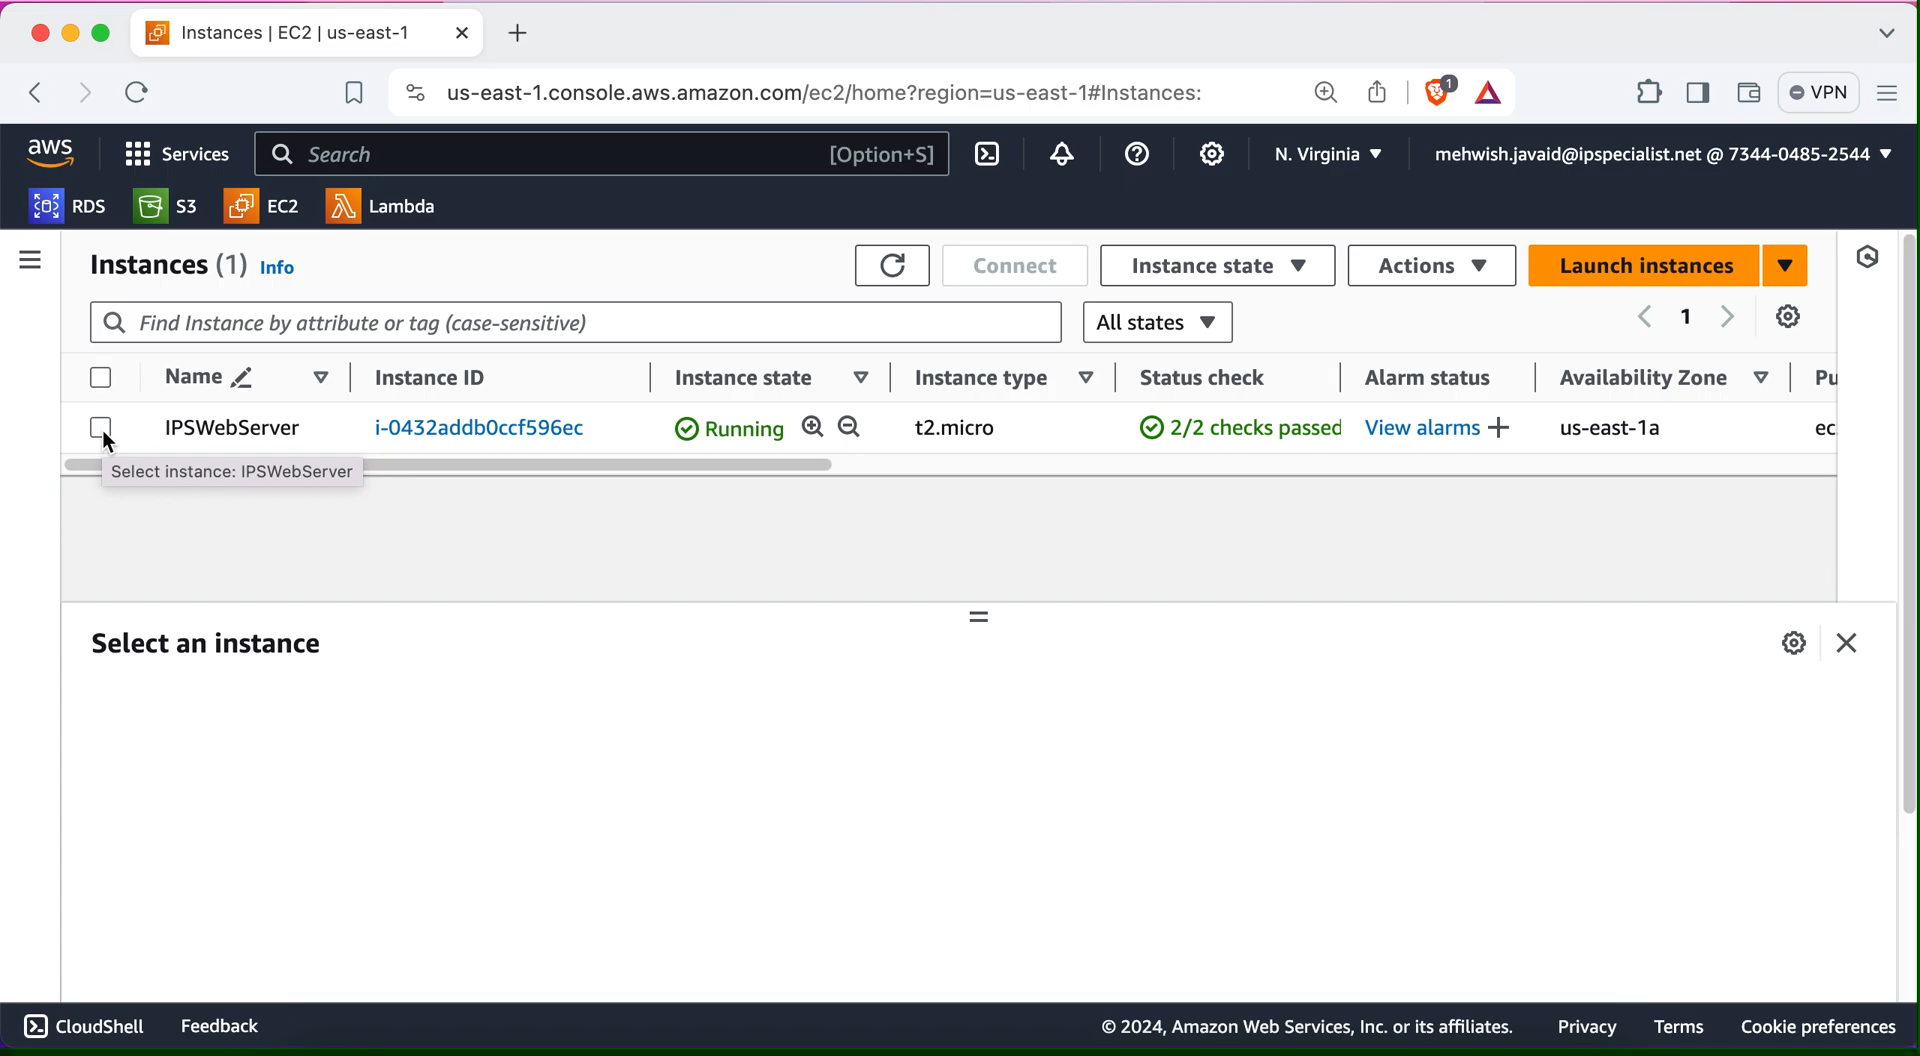 Instances | EC2 | us-east-1
us-east-1.console.aws.amazon.com/ec2/home?region=us-east-1#Instances:
1
VPN
aws
Services
Search
[Option+S]
N. Virginia
mehwish.javaid@ipspecialist.net @ 7344-0485-2544
RDS
S3
EC2
Lambda
Instances (1) Info
Connect
Instance state
Actions
Launch instances
Find Instance by attribute or tag (case-sensitive)
All states
1
Name
Instance ID
Instance state
Instance type
Status check
Alarm status
Availability Zone
Pu
IPSWebServer
i-0432addb0ccf596ec
Running
t2.micro
2/2 checks passed
View alarms
us-east-1a
ec
Select instance: IPSWebServer
Select an instance
CloudShell
Feedback
© 2024, Amazon Web Services, Inc. or its affiliates.
Privacy
Terms
Cookie preferences